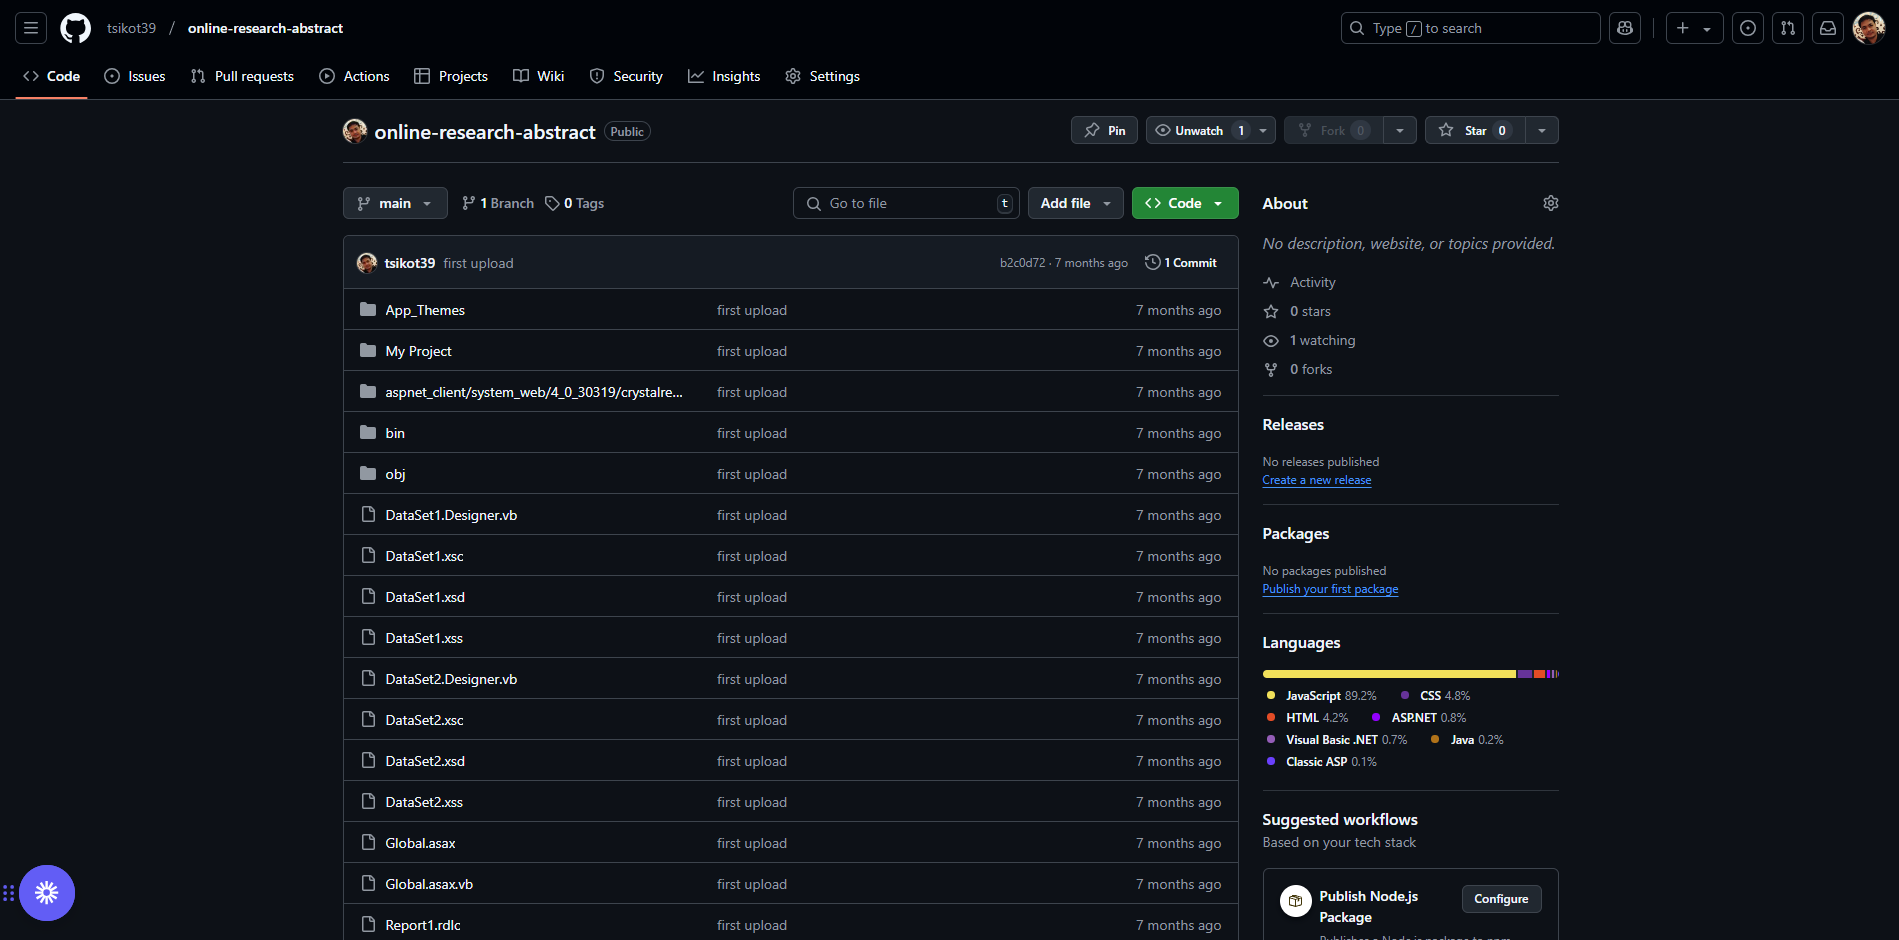 tsikot39 / online-research-abstract
Type / to search
Code Issues Pull requests Actions Projects Wiki Security Insights Settings
online-research-abstract Public
Pin Unwatch 1 Fork 0 Star 0
main 1 Branch 0 Tags Go to file t Add file Code
tsikot39 first upload b2c0d72 · 7 months ago 1 Commit
App_Themes first upload 7 months ago
My Project first upload 7 months ago
aspnet_client/system_web/4_0_30319/crystalre... first upload 7 months ago
bin first upload 7 months ago
obj first upload 7 months ago
DataSet1.Designer.vb first upload 7 months ago
DataSet1.xsc first upload 7 months ago
DataSet1.xsd first upload 7 months ago
DataSet1.xss first upload 7 months ago
DataSet2.Designer.vb first upload 7 months ago
DataSet2.xsc first upload 7 months ago
DataSet2.xsd first upload 7 months ago
DataSet2.xss first upload 7 months ago
Global.asax first upload 7 months ago
Global.asax.vb first upload 7 months ago
Report1.rdlc first upload 7 months ago
About
No description, website, or topics provided.
Activity
0 stars
1 watching
0 forks
Releases
No releases published
Create a new release
Packages
No packages published
Publish your first package
Languages
JavaScript 89.2% CSS 4.8%
HTML 4.2% ASP.NET 0.8%
Visual Basic .NET 0.7% Java 0.2%
Classic ASP 0.1%
Suggested workflows
Based on your tech stack
Publish Node.js
Package
Configure
Publishes a Node.js package to npm